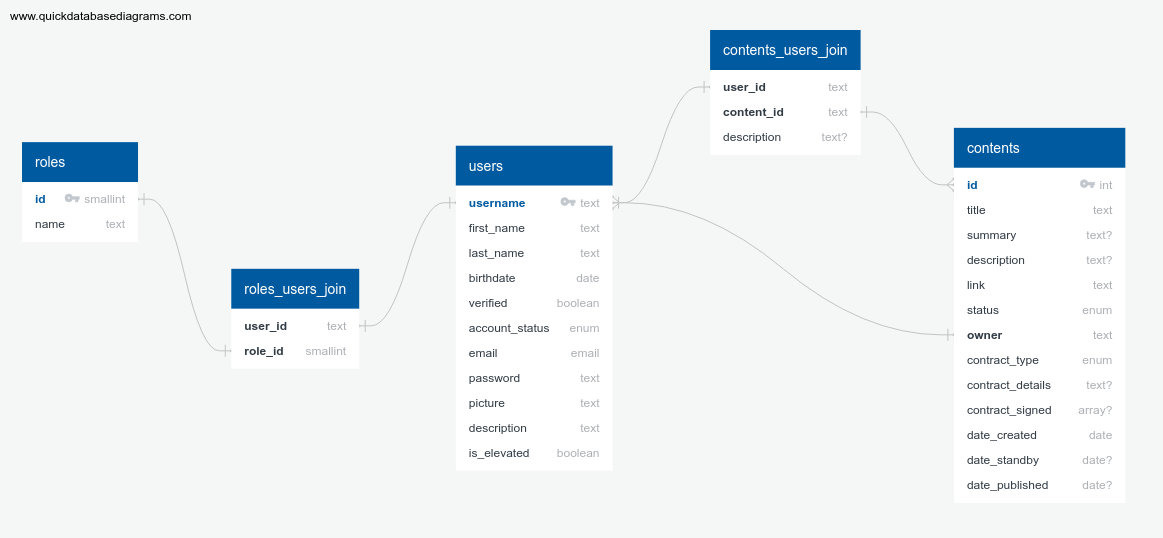 www.quickdatabasediagrams.com
roles
id smallint
name text
roles_users_join
user_id text
role_id smallint
users
username text
first_name text
last_name text
birthdate date
verified boolean
account_status enum
email email
password text
picture text
description text
is_elevated boolean
contents_users_join
user_id text
content_id text
description text?
contents
id int
title text
summary text?
description text?
link text
status enum
owner text
contract_type enum
contract_details text?
contract_signed array?
date_created date
date_standby date?
date_published date?